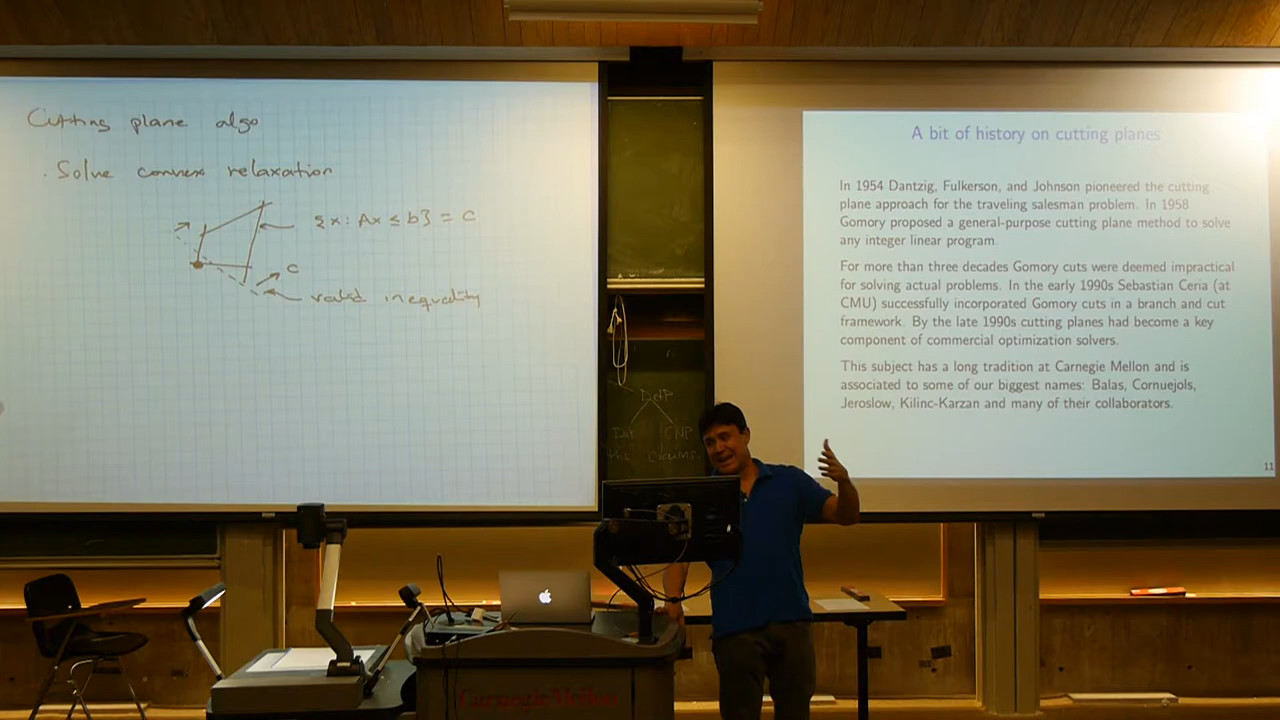 Cutting plane algo
. Solve convex relaxation
{x: Ax ≤ b} = C
c
valid inequality
DetP
Det CNP
A bit of history on cutting planes
In 1954 Dantzig, Fulkerson, and Johnson pioneered the cutting
plane approach for the traveling salesman problem. In 1958
Gomory proposed a general-purpose cutting plane method to solve
any integer linear program.
For more than three decades Gomory cuts were deemed impractical
for solving actual problems. In the early 1990s Sebastian Ceria (at
CMU) successfully incorporated Gomory cuts in a branch and cut
framework. By the late 1990s cutting planes had become a key
component of commercial optimization solvers.
This subject has a long tradition at Carnegie Mellon and is
associated to some of our biggest names: Balas, Cornuejols,
Jeroslow, Kilinc-Karzan and many of their collaborators.
11
Carnegie Mellon